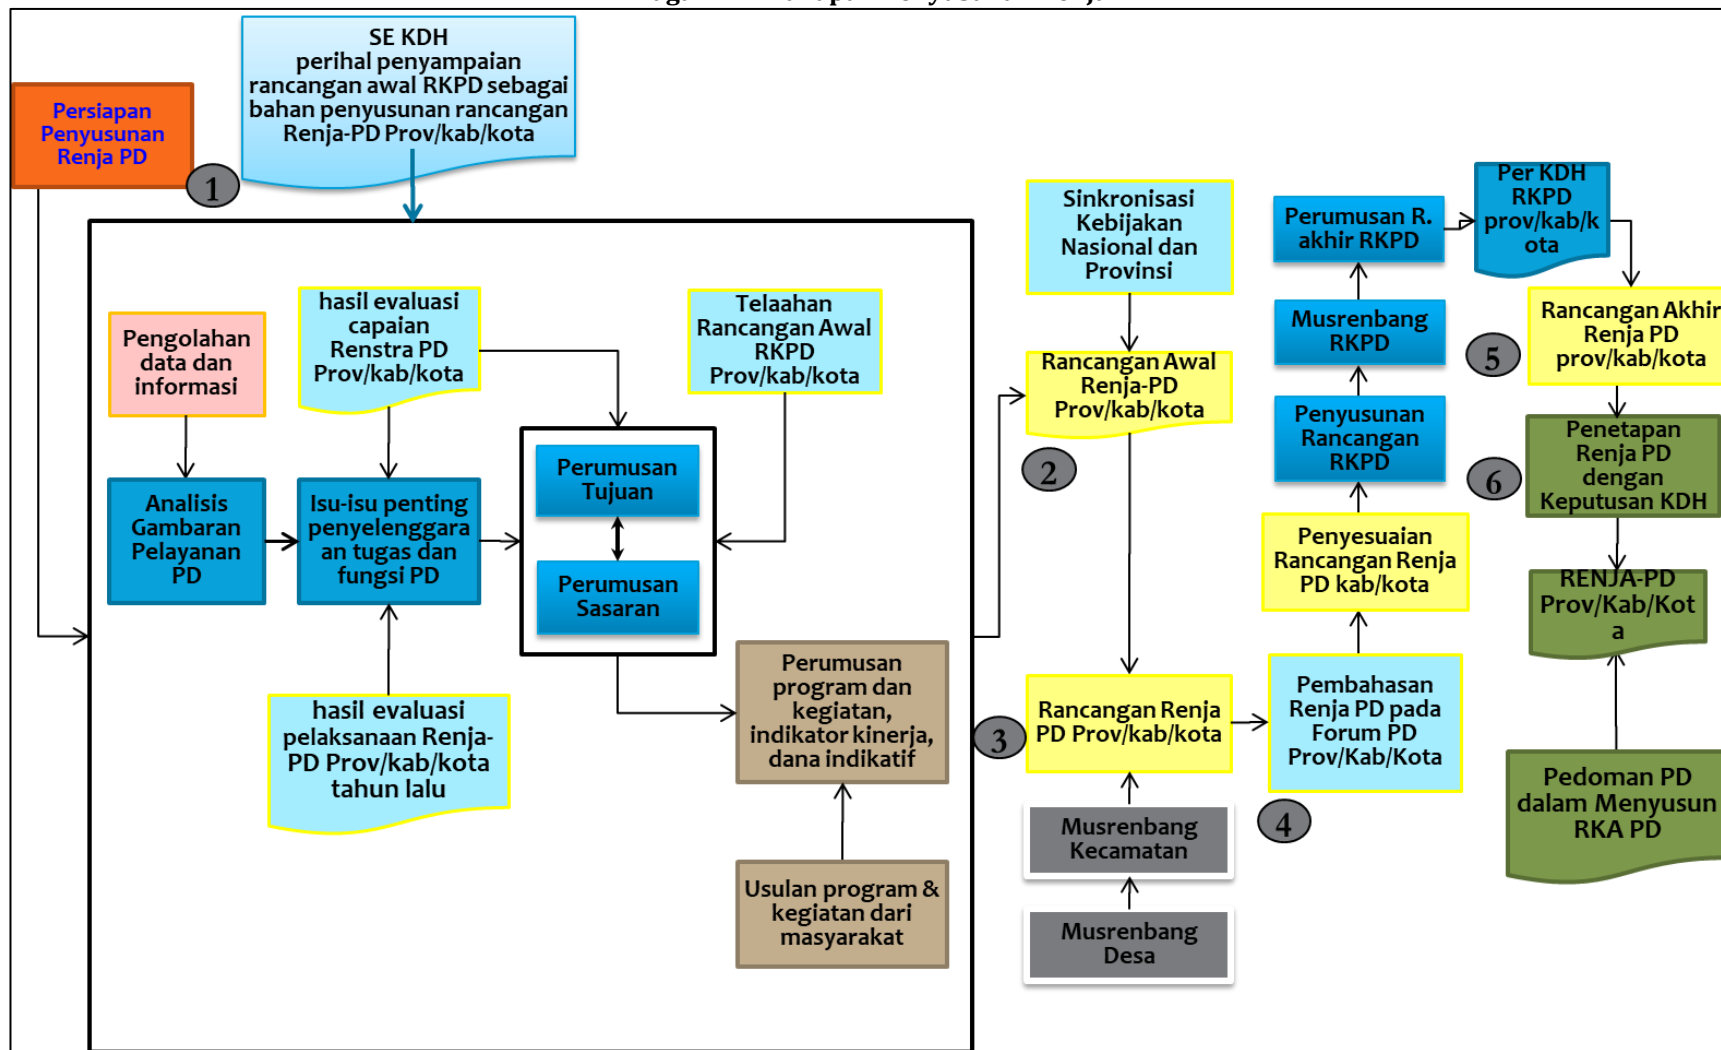 SE KDH
perihal penyampaian
rancangan awal RKPD sebagai
bahan penyusunan rancangan
Renja-PD Prov/kab/kota
Persiapan
Penyusunan
Renja PD
1
Pengolahan
data dan
informasi
hasil evaluasi
capaian
Renstra PD
Prov/kab/kota
Telaahan
Rancangan Awal
RKPD
Prov/kab/kota
Analisis
Gambaran
Pelayanan
PD
Isu-isu penting
penyelenggara
an tugas dan
fungsi PD
Perumusan
Tujuan
Perumusan
Sasaran
hasil evaluasi
pelaksanaan Renja-
PD Prov/kab/kota
tahun lalu
Perumusan
program dan
kegiatan,
indikator kinerja,
dana indikatif
Usulan program &
kegiatan dari
masyarakat
Sinkronisasi
Kebijakan
Nasional dan
Provinsi
Rancangan Awal
Renja-PD
Prov/kab/kota
2
3
Rancangan Renja
PD Prov/kab/kota
Musrenbang
Kecamatan
Musrenbang
Desa
Pembahasan
Renja PD pada
Forum PD
Prov/Kab/Kota
4
Penyesuaian
Rancangan Renja
PD kab/kota
Penyusunan
Rancangan
RKPD
Musrenbang
RKPD
Perumusan R.
akhir RKPD
Per KDH
RKPD
prov/kab/k
ota
5
Rancangan Akhir
Renja PD
prov/kab/kota
6
Penetapan
Renja PD
dengan
Keputusan KDH
RENJA-PD
Prov/Kab/Kot
a
Pedoman PD
dalam Menyusun
RKA PD